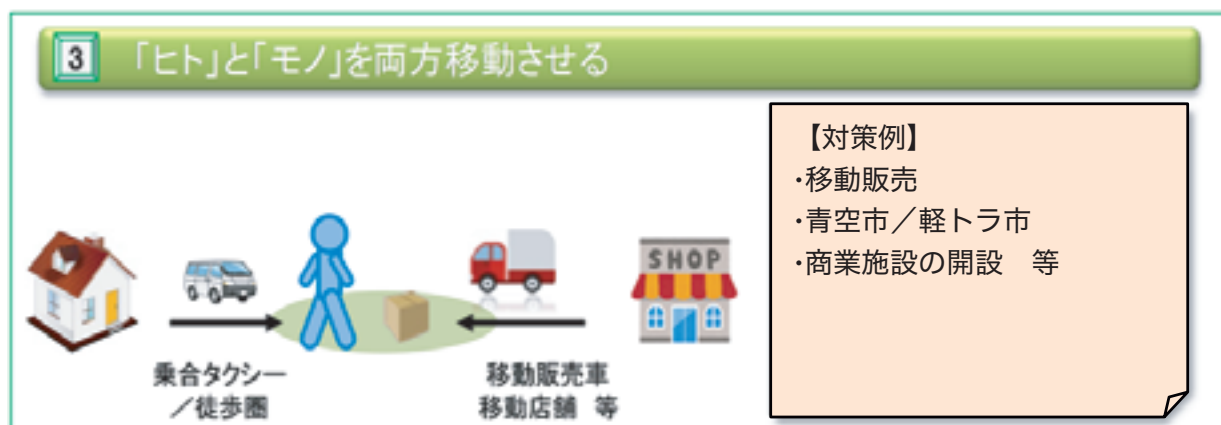 3 「ヒト」と「モノ」を両方移動させる
【対策例】
・移動販売
・青空市／軽トラ市
・商業施設の開設　等
SHOP
乗合タクシー
／徒歩圏
移動販売車
移動店舗　等